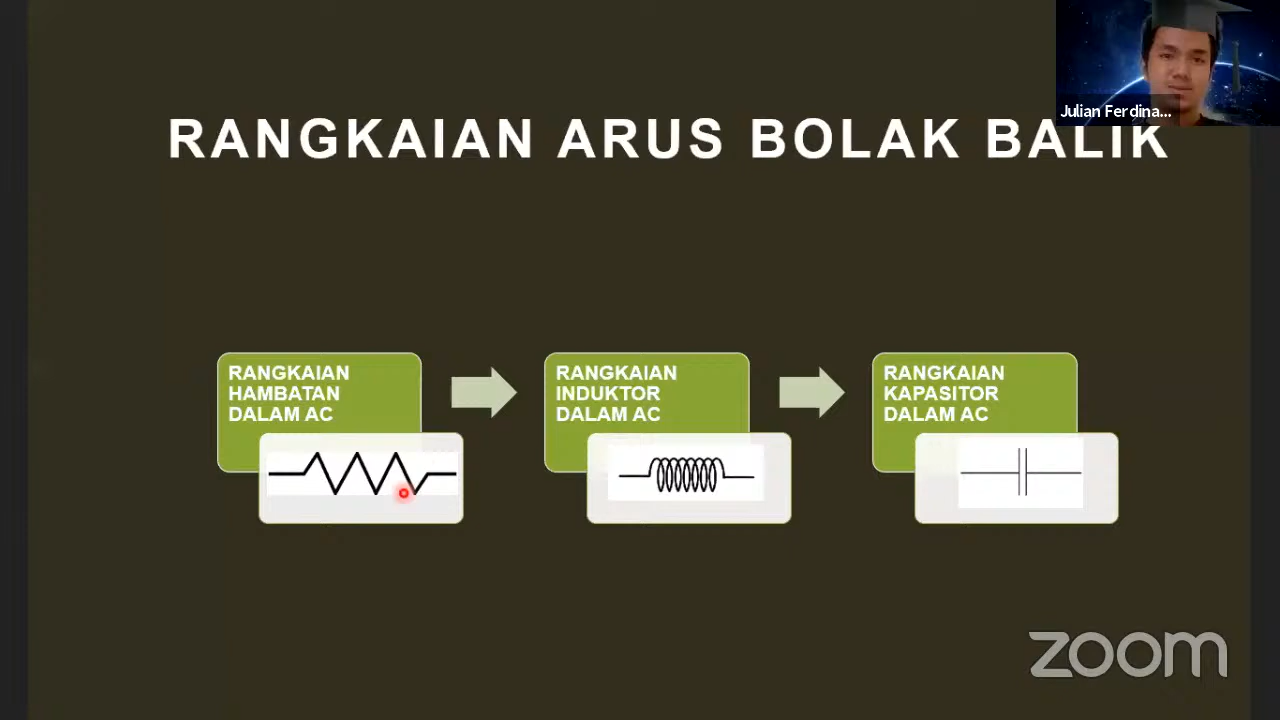 Julian Ferdina...
RANGKAIAN ARUS BOLAK BALIK
RANGKAIAN
HAMBATAN
DALAM AC
RANGKAIAN
INDUKTOR
DALAM AC
RANGKAIAN
KAPASITOR
DALAM AC
zoom